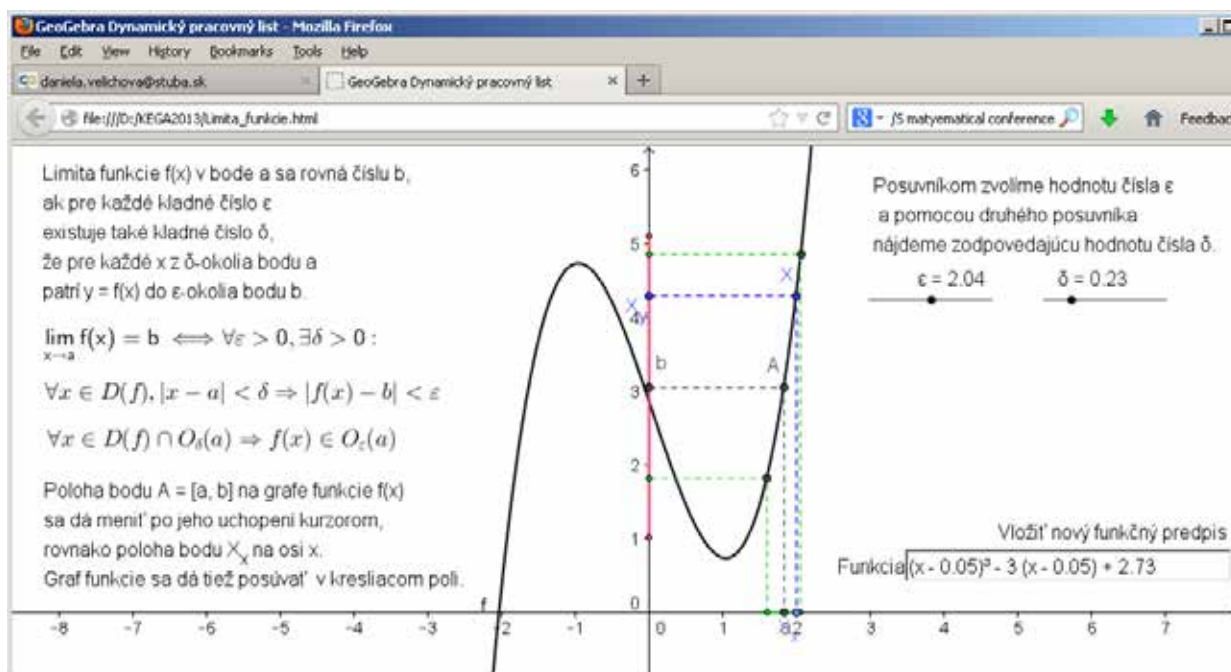 GeoGebra Dynamický pracovný list - Mozilla Firefox
File Edit View History Bookmarks Tools Help
daniela.velichova@stuba.sk
GeoGebra Dynamický pracovný list
file:///D:/KEGA2013/Limita_funkcie.html
/S matyematical conference
Feedbac
Limita funkcie f(x) v bode a sa rovná číslu b,
ak pre každé kladné číslo ε
existuje také kladné číslo δ,
že pre každé x z δ-okolia bodu a
patrí y = f(x) do ε-okolia bodu b.
lim f(x) = b ⟺ ∀ε > 0, ∃δ > 0 :
x→a
∀x ∈ D(f), |x − a| < δ ⇒ |f(x) − b| < ε
∀x ∈ D(f) ∩ O_δ(a) ⇒ f(x) ∈ O_ε(a)
Poloha bodu A = [a, b] na grafe funkcie f(x)
sa dá meniť po jeho uchopení kurzorom,
rovnako poloha bodu X_x na osi x.
Graf funkcie sa dá tiež posúvať v kresliacom poli.
Posuvníkom zvolíme hodnotu čísla ε
a pomocou druhého posuvníka
nájdeme zodpovedajúcu hodnotu čísla δ.
ε = 2.04
δ = 0.23
6
5
X
X_y
4
b
A
3
2
1
0
Vložiť nový funkčný predpis
Funkcia (x - 0.05)³ - 3 (x - 0.05) + 2.73
f
-8 -7 -6 -5 -4 -3 -2 -1 0 1 a 2 3 4 5 6 7